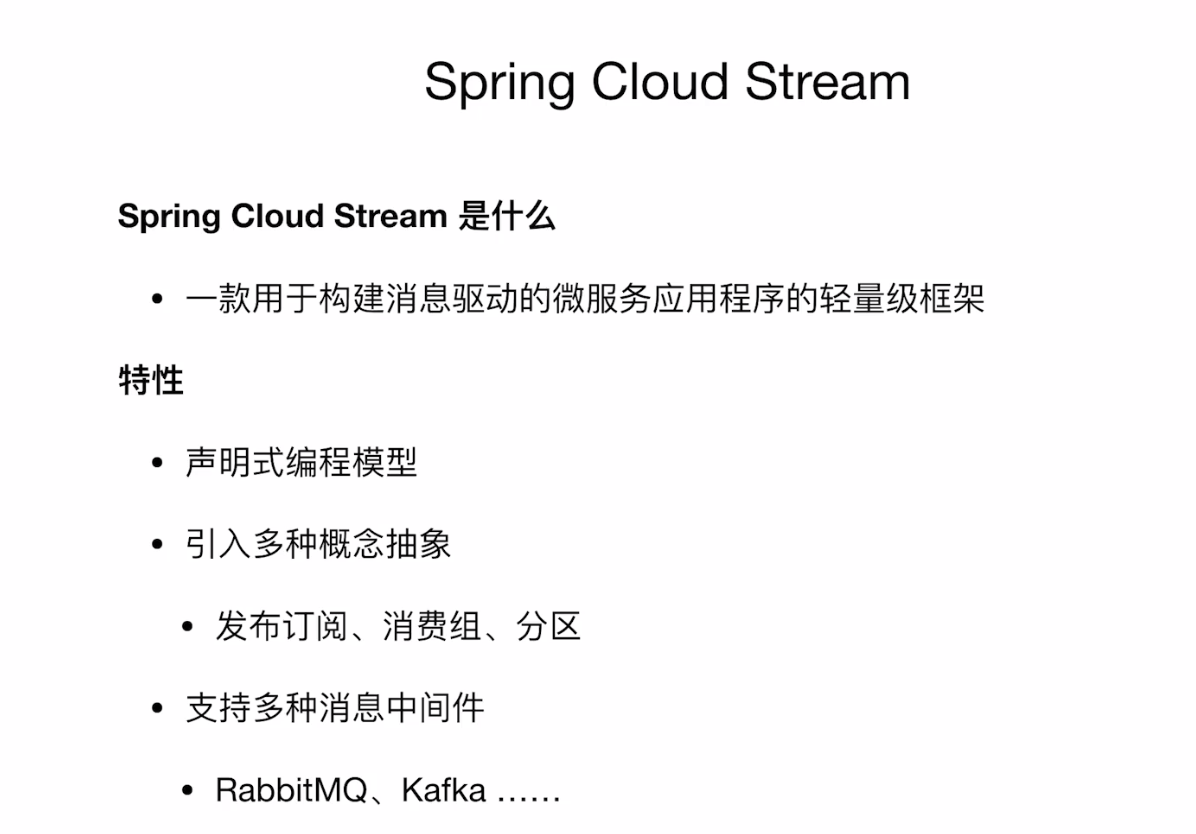 Spring Cloud Stream
Spring Cloud Stream 是什么
• 一款用于构建消息驱动的微服务应用程序的轻量级框架
特性
• 声明式编程模型
• 引入多种概念抽象
• 发布订阅、消费组、分区
• 支持多种消息中间件
• RabbitMQ、Kafka ……